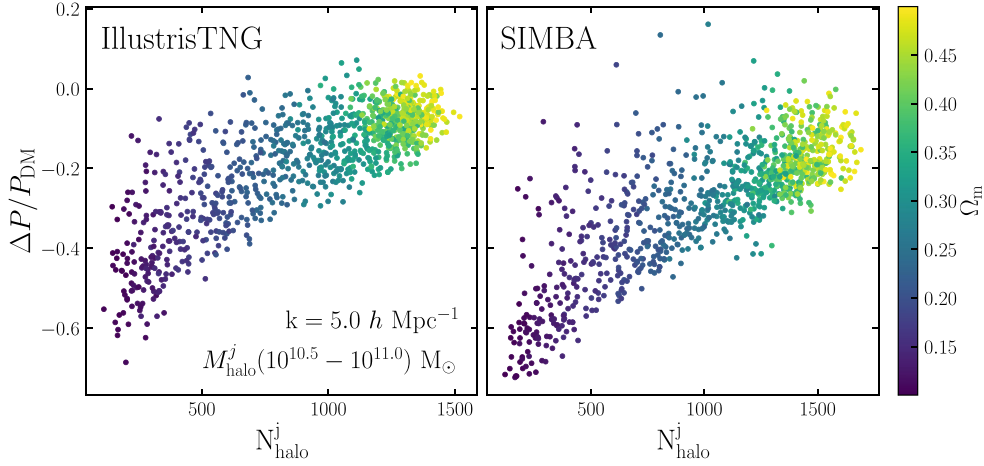 IllustrisTNG
SIMBA
0.2
0.0
−0.2
−0.4
−0.6
ΔP/P_DM
k = 5.0 h Mpc⁻¹
M^j_halo(10^10.5 − 10^11.0) M_⊙
500
1000
1500
N^j_halo
500
1000
1500
N^j_halo
0.45
0.40
0.35
0.30
0.25
0.20
0.15
Ω_m